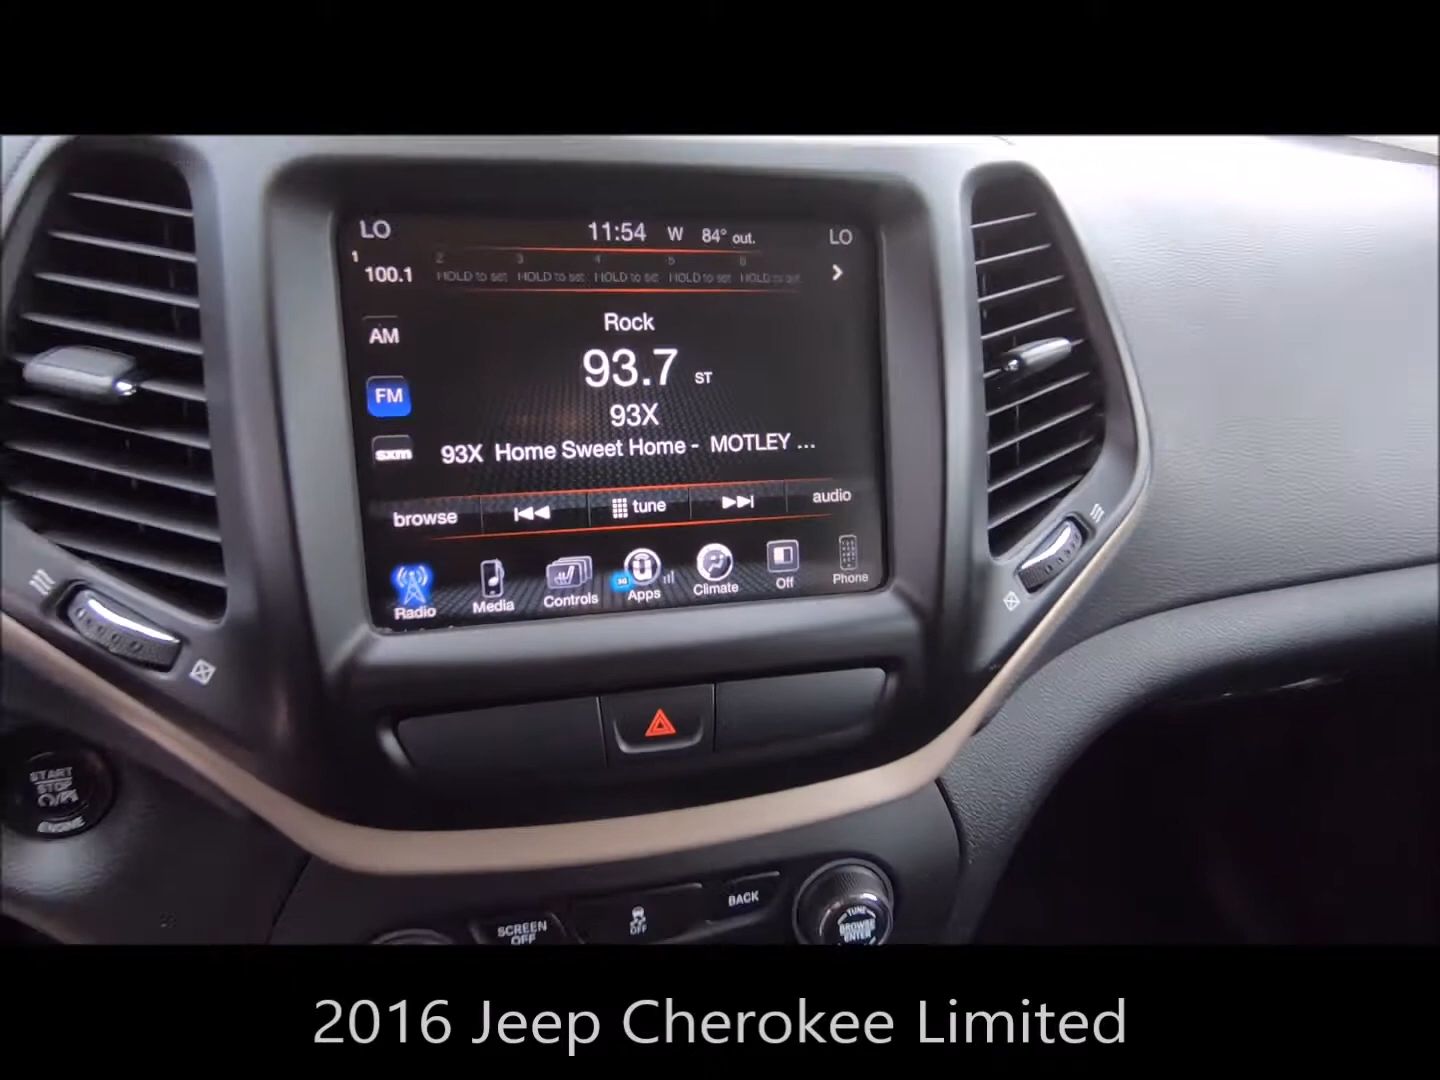 LO 11:54 W 84° out. LO
1 2 3 4 5 6
100.1 HOLD to set HOLD to set HOLD to set HOLD to set HOLD to set
Rock
AM
93.7 ST
FM
93X
sxm 93X Home Sweet Home - MOTLEY ...
browse tune audio
Radio Media Controls 3G Apps Climate Off Phone
START
STOP
ENGINE
SCREEN
OFF
OFF
BACK
TUNE
BROWSE
ENTER
2016 Jeep Cherokee Limited